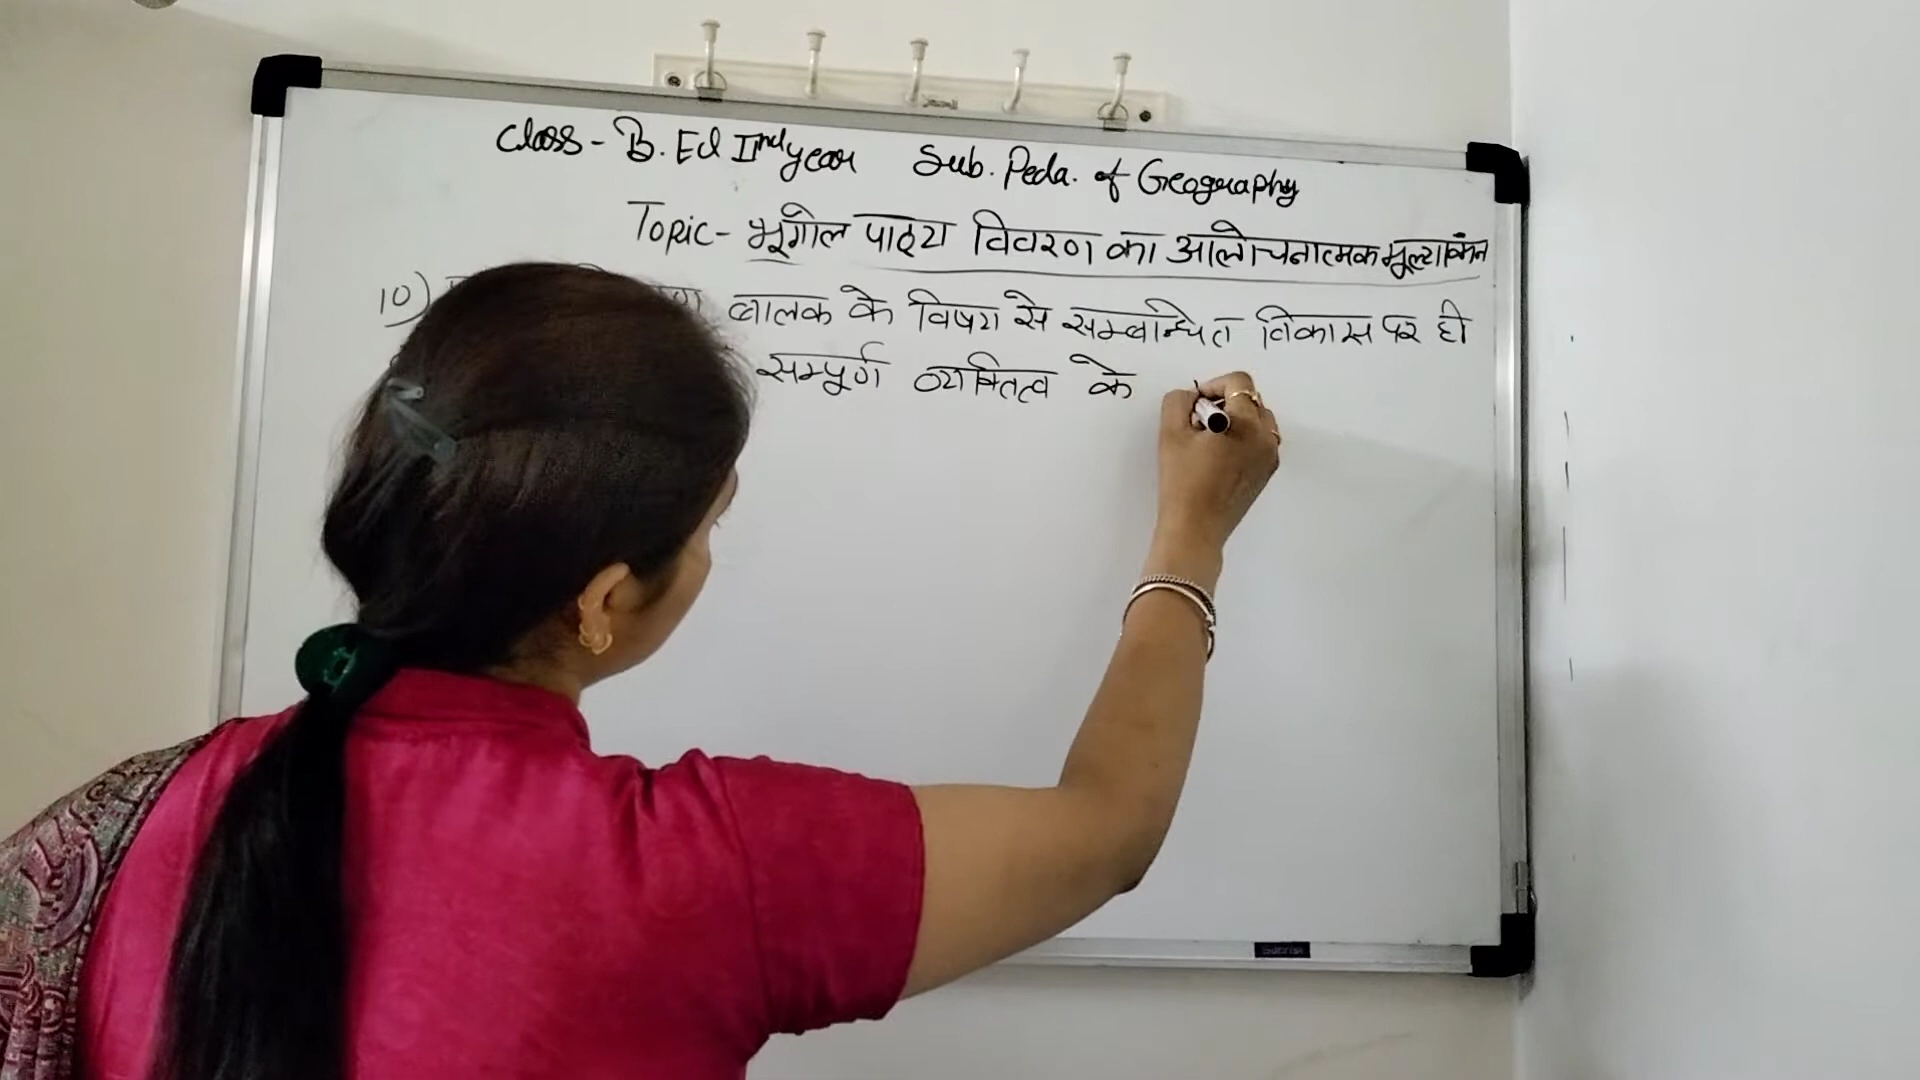 Class - B.Ed IInd year Sub. Peda. of Geography
Topic - भूगोल पाठ्य विवरण का आलोचनात्मक मूल्यांकन
10) बालक के विषय से सम्बन्धित विकास पर ही
सम्पूर्ण व्यक्तित्व के